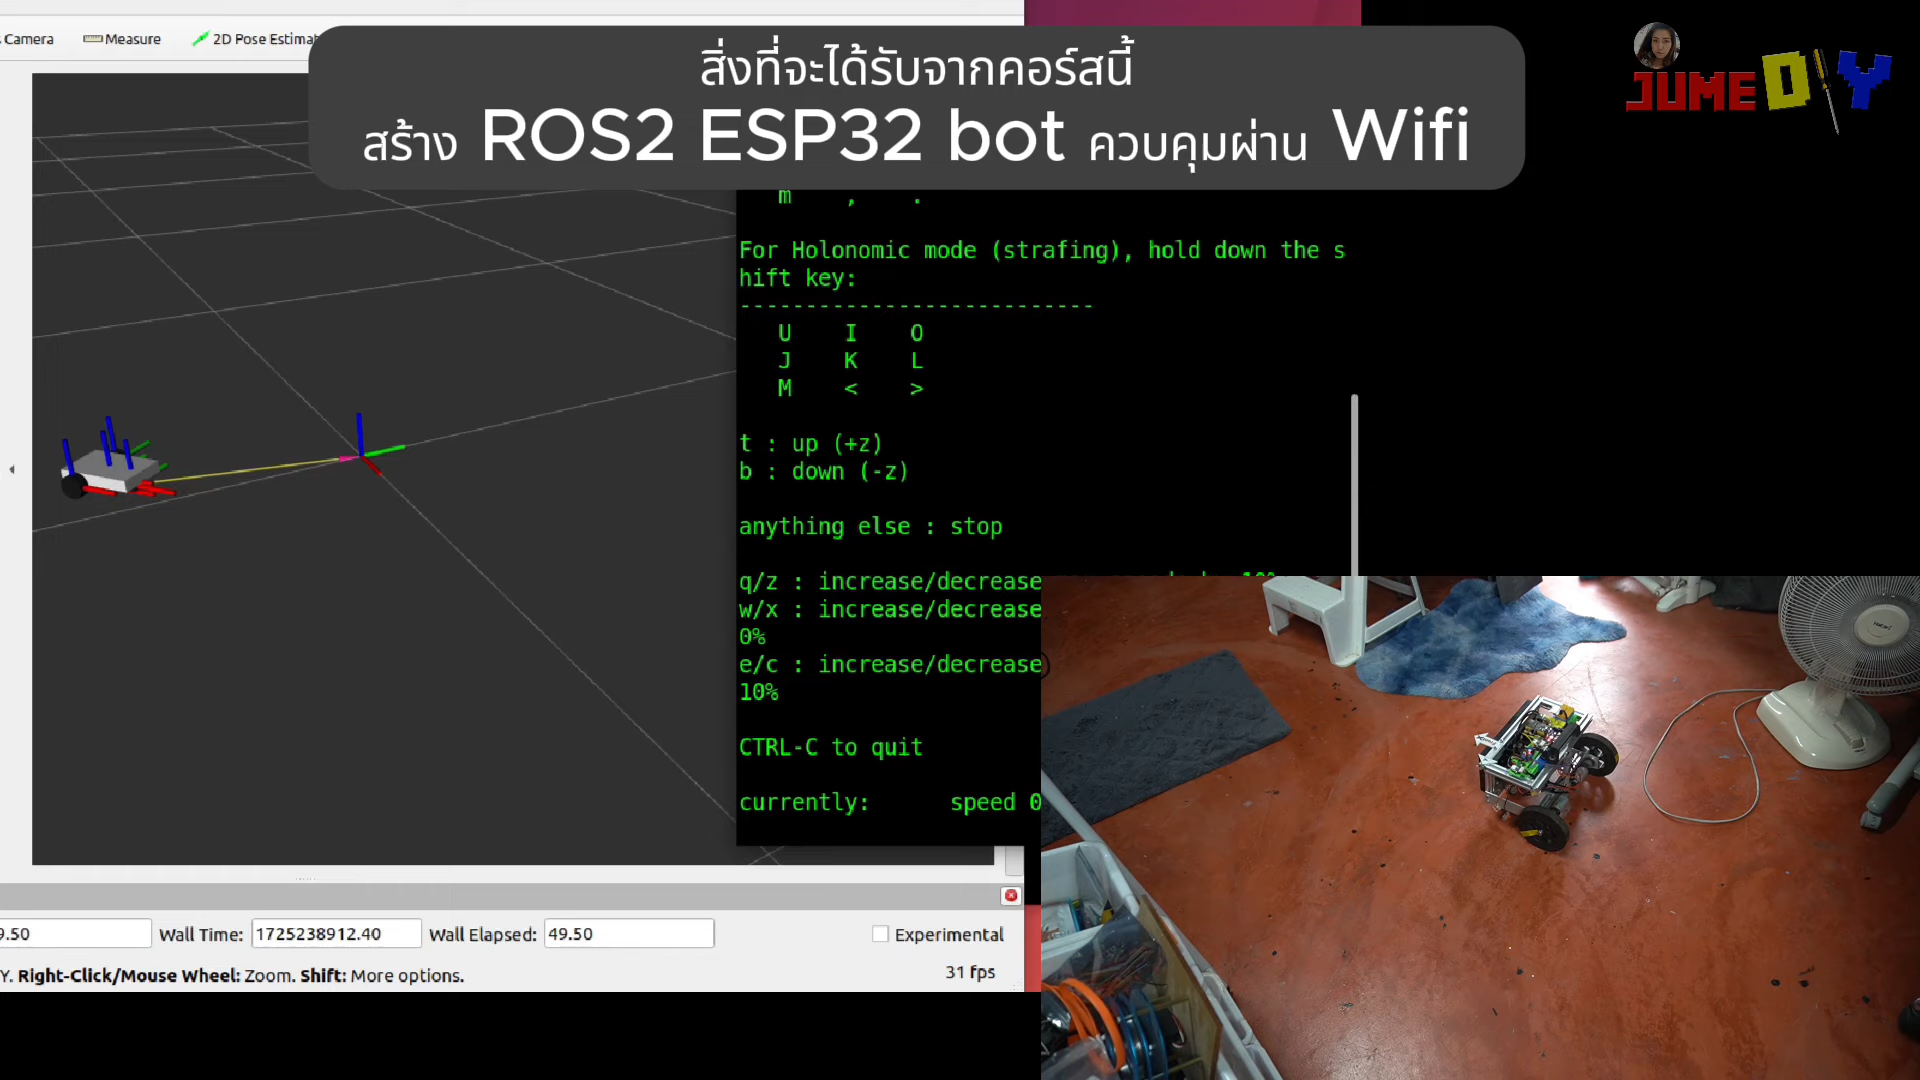 สิ่งที่จะได้รับจากคอร์สนี้
สร้าง ROS2 ESP32 bot ควบคุมผ่าน Wifi
JUME DIY
Camera
Measure
2D Pose Estimat
m , .
For Holonomic mode (strafing), hold down the s
hift key:
---------------------------
U I O
J K L
M < >
t : up (+z)
b : down (-z)
anything else : stop
q/z : increase/decrease
w/x : increase/decrease
0%
e/c : increase/decrease
10%
CTRL-C to quit
currently: speed 0
9.50
Wall Time: 1725238912.40
Wall Elapsed: 49.50
Experimental
Y. Right-Click/Mouse Wheel: Zoom. Shift: More options.
31 fps